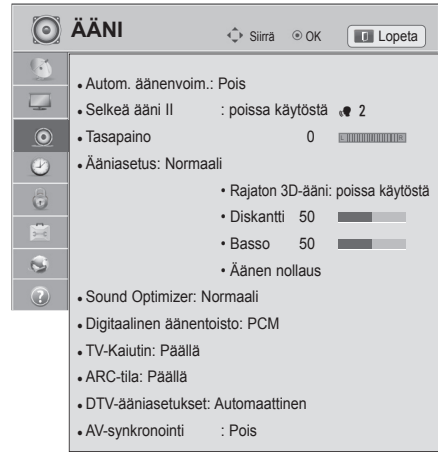 ÄÄNI Siirrä OK Lopeta
• Autom. äänenvoim.: Pois
• Selkeä ääni II : poissa käytöstä 2
• Tasapaino 0 L R
• Ääniasetus: Normaali
• Rajaton 3D-ääni: poissa käytöstä
• Diskantti 50
• Basso 50
• Äänen nollaus
• Sound Optimizer: Normaali
• Digitaalinen äänentoisto: PCM
• TV-Kaiutin: Päällä
• ARC-tila: Päällä
• DTV-ääniasetukset: Automaattinen
• AV-synkronointi : Pois